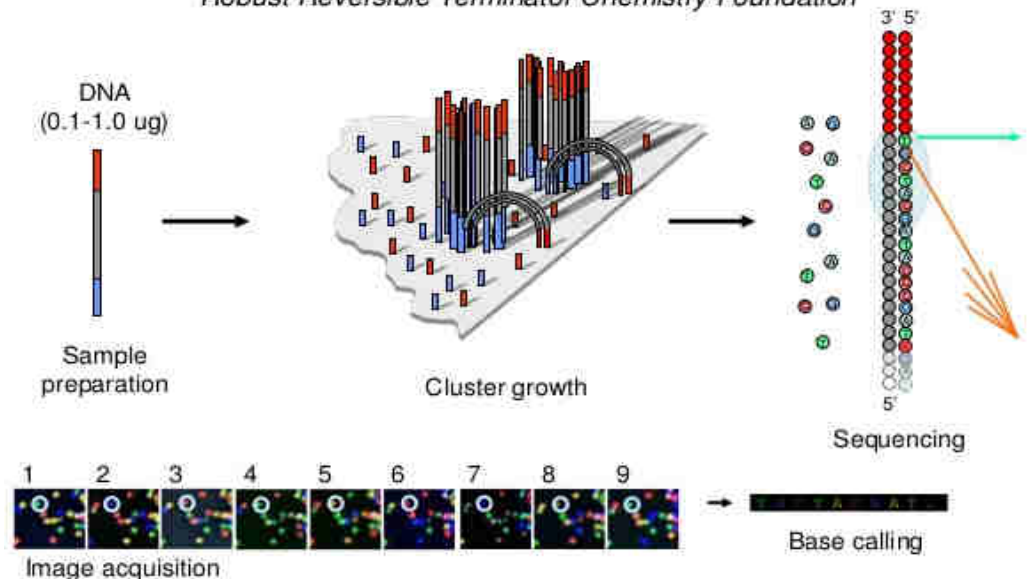 Robust Reversible Terminator Chemistry Foundation
3' 5'
DNA
(0.1-1.0 ug)
Sample
preparation
Cluster growth
5'
Sequencing
1 2 3 4 5 6 7 8 9
Image acquisition
Base calling